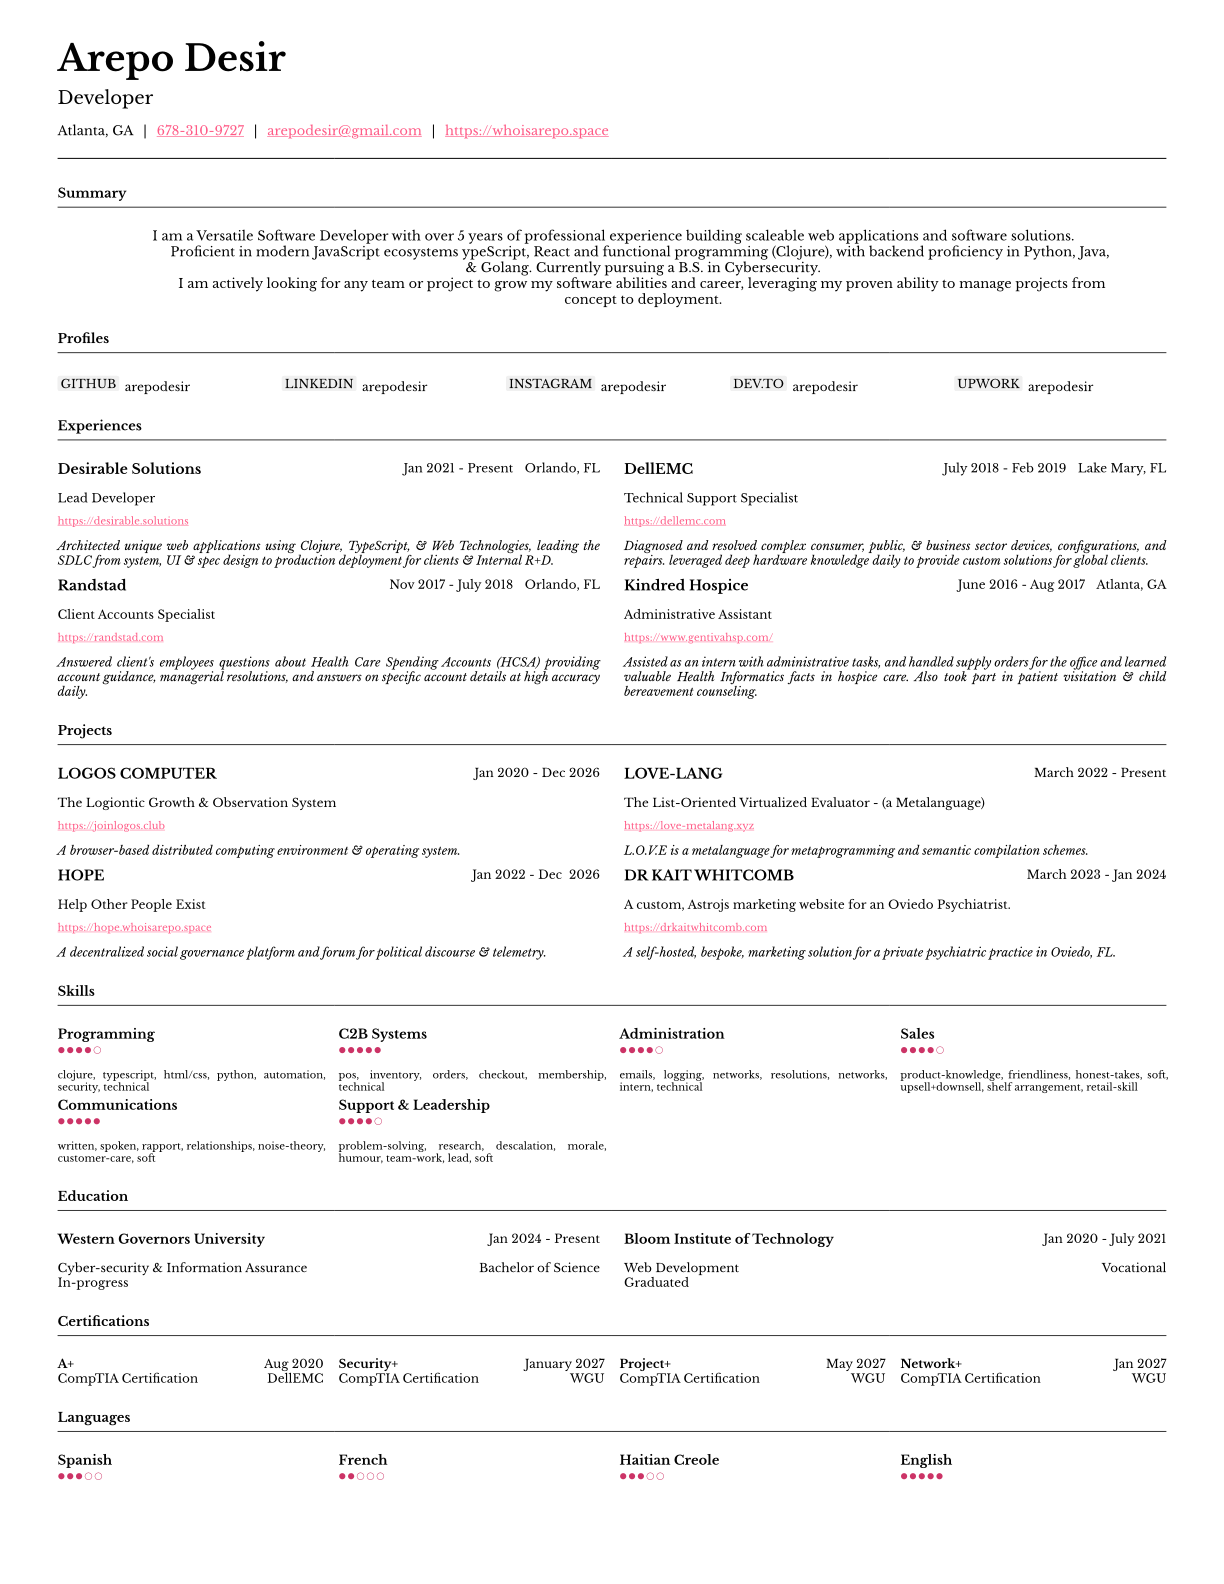 Arepo Desir
Developer
Atlanta, GA | 678-310-9727 | arepodesir@gmail.com | https://whoisarepo.space
Summary
I am a Versatile Software Developer with over 5 years of professional experience building scaleable web applications and software solutions.
Proficient in modern JavaScript ecosystems ypeScript, React and functional programming (Clojure), with backend proficiency in Python, Java,
& Golang. Currently pursuing a B.S. in Cybersecurity.
I am actively looking for any team or project to grow my software abilities and career, leveraging my proven ability to manage projects from
concept to deployment.
Profiles
GITHUB arepodesir LINKEDIN arepodesir INSTAGRAM arepodesir DEV.TO arepodesir UPWORK arepodesir
Experiences
Desirable Solutions Jan 2021 - Present Orlando, FL
Lead Developer
https://desirable.solutions
Architected unique web applications using Clojure, TypeScript, & Web Technologies, leading the
SDLC from system, UI & spec design to production deployment for clients & Internal R+D.
DellEMC July 2018 - Feb 2019 Lake Mary, FL
Technical Support Specialist
https://dellemc.com
Diagnosed and resolved complex consumer, public, & business sector devices, configurations, and
repairs. leveraged deep hardware knowledge daily to provide custom solutions for global clients.
Randstad Nov 2017 - July 2018 Orlando, FL
Client Accounts Specialist
https://randstad.com
Answered client's employees questions about Health Care Spending Accounts (HCSA) providing
account guidance, managerial resolutions, and answers on specific account details at high accuracy
daily.
Kindred Hospice June 2016 - Aug 2017 Atlanta, GA
Administrative Assistant
https://www.gentivahsp.com/
Assisted as an intern with administrative tasks, and handled supply orders for the office and learned
valuable Health Informatics facts in hospice care. Also took part in patient visitation & child
bereavement counseling.
Projects
LOGOS COMPUTER Jan 2020 - Dec 2026
The Logiontic Growth & Observation System
https://joinlogos.club
A browser-based distributed computing environment & operating system.
LOVE-LANG March 2022 - Present
The List-Oriented Virtualized Evaluator - (a Metalanguage)
https://love-metalang.xyz
L.O.V.E is a metalanguage for metaprogramming and semantic compilation schemes.
HOPE Jan 2022 - Dec 2026
Help Other People Exist
https://hope.whoisarepo.space
A decentralized social governance platform and forum for political discourse & telemetry.
DR KAIT WHITCOMB March 2023 - Jan 2024
A custom, Astrojs marketing website for an Oviedo Psychiatrist.
https://drkaitwhitcomb.com
A self-hosted, bespoke, marketing solution for a private psychiatric practice in Oviedo, FL.
Skills
Programming
clojure, typescript, html/css, python, automation,
security, technical
C2B Systems
pos, inventory, orders, checkout, membership,
technical
Administration
emails, logging, networks, resolutions, networks,
intern, technical
Sales
product-knowledge, friendliness, honest-takes, soft,
upsell+downsell, shelf arrangement, retail-skill
Communications
written, spoken, rapport, relationships, noise-theory,
customer-care, soft
Support & Leadership
problem-solving, research, descalation, morale,
humour, team-work, lead, soft
Education
Western Governors University Jan 2024 - Present
Cyber-security & Information Assurance Bachelor of Science
In-progress
Bloom Institute of Technology Jan 2020 - July 2021
Web Development Vocational
Graduated
Certifications
A+ Aug 2020
CompTIA Certification DellEMC
Security+ January 2027
CompTIA Certification WGU
Project+ May 2027
CompTIA Certification WGU
Network+ Jan 2027
CompTIA Certification WGU
Languages
Spanish
French
Haitian Creole
English